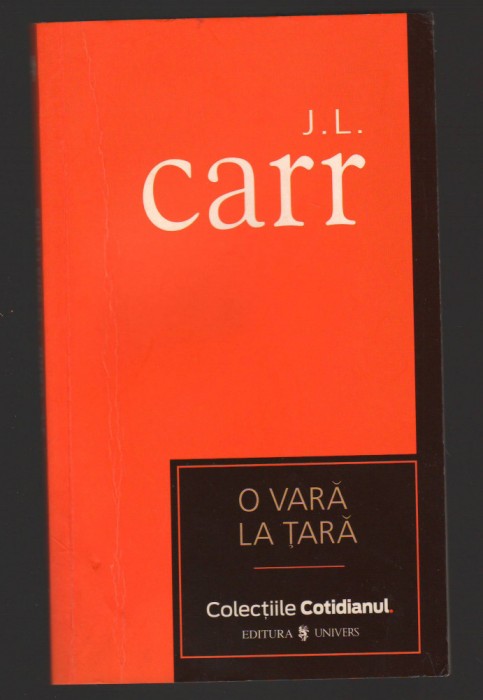 J.L.
carr
O VARĂ
LA ȚARĂ
Colecțiile Cotidianul.
EDITURA UNIVERS